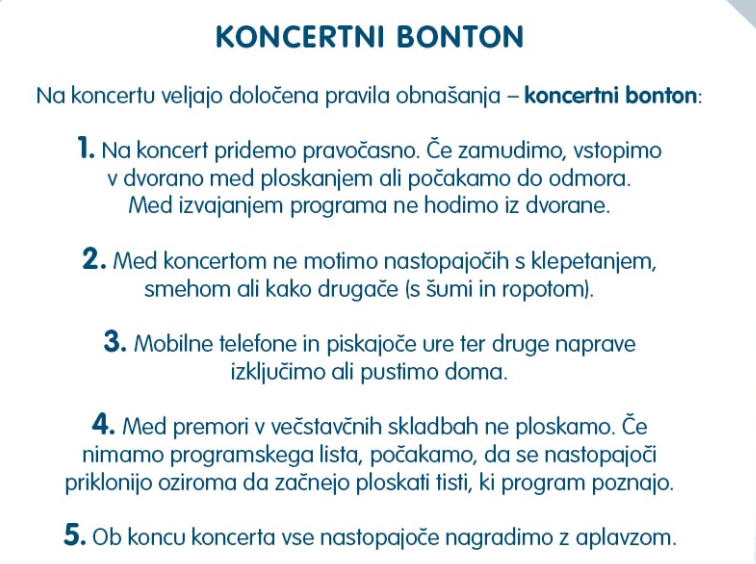 KONCERTNI BONTON
Na koncertu veljajo določena pravila obnašanja – koncertni bonton:
1. Na koncert pridemo pravočasno. Če zamudimo, vstopimo
v dvorano med ploskanjem ali počakamo do odmora.
Med izvajanjem programa ne hodimo iz dvorane.
2. Med koncertom ne motimo nastopajočih s klepetanjem,
smehom ali kako drugače (s šumi in ropotom).
3. Mobilne telefone in piskajoče ure ter druge naprave
izključimo ali pustimo doma.
4. Med premori v večstavčnih skladbah ne ploskamo. Če
nimamo programskega lista, počakamo, da se nastopajoči
priklonijo oziroma da začnejo ploskati tisti, ki program poznajo.
5. Ob koncu koncerta vse nastopajoče nagradimo z aplavzom.